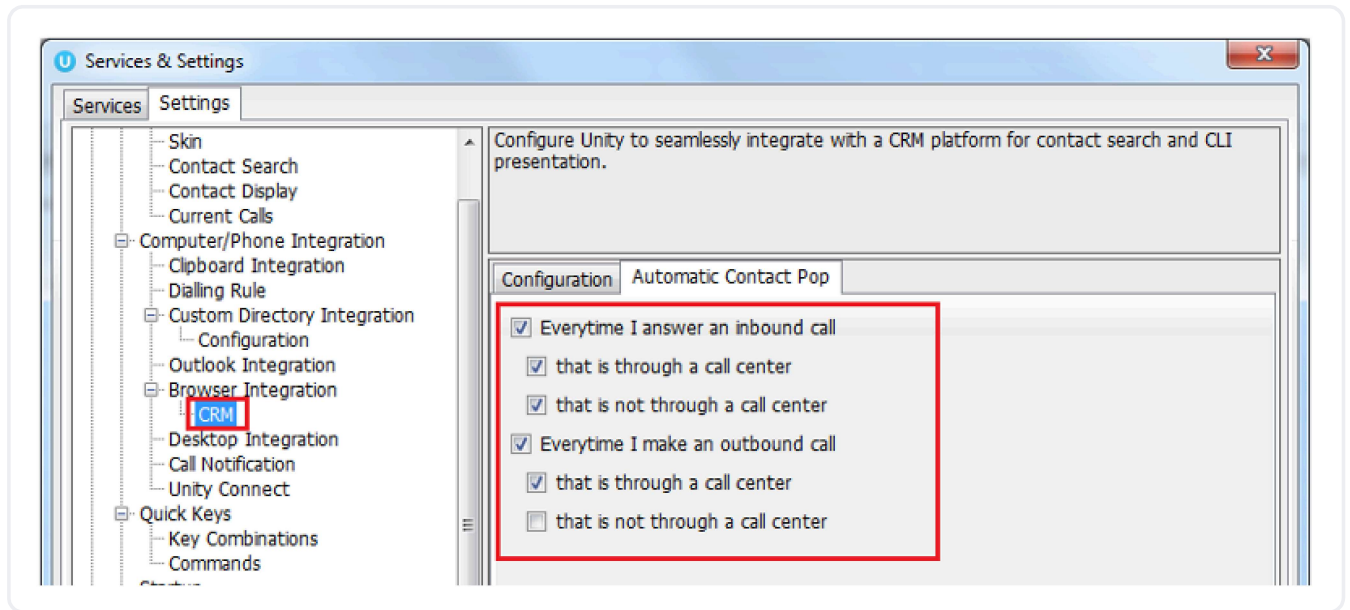 Services & Settings
Services
Settings
Skin
Contact Search
Contact Display
Current Calls
Computer/Phone Integration
Clipboard Integration
Dialling Rule
Custom Directory Integration
Configuration
Outlook Integration
Browser Integration
CRM
Desktop Integration
Call Notification
Unity Connect
Quick Keys
Key Combinations
Commands
Configure Unity to seamlessly integrate with a CRM platform for contact search and CLI
presentation.
Configuration
Automatic Contact Pop
Everytime I answer an inbound call
that is through a call center
that is not through a call center
Everytime I make an outbound call
that is through a call center
that is not through a call center